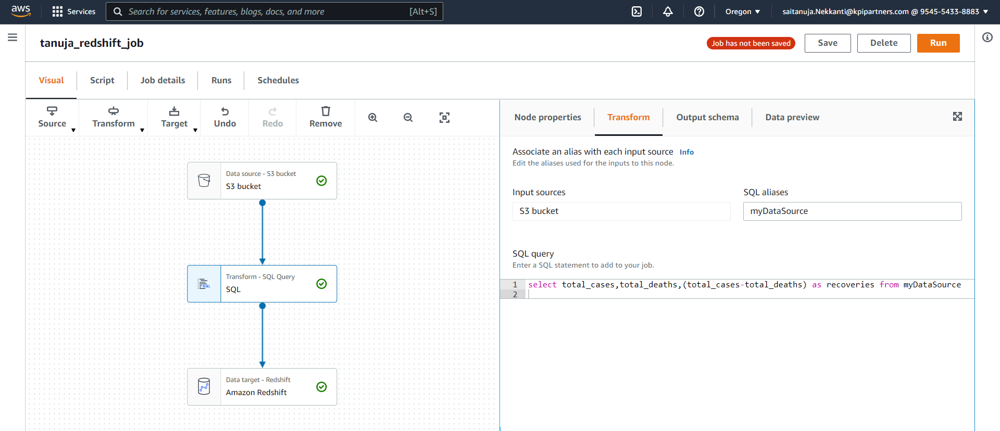 aws Services Search for services, features, blogs, docs, and more [Alt+S] Oregon saitanuja.Nekkanti@kpipartners.com @ 9545-5433-8883
tanuja_redshift_job Job has not been saved Save Delete Run
Visual Script Job details Runs Schedules
Source Transform Target Undo Redo Remove
Data source - S3 bucket
S3 bucket
Transform - SQL Query
SQL
SQL
Data target - Redshift
Amazon Redshift
Node properties Transform Output schema Data preview
Associate an alias with each input source Info
Edit the aliases used for the inputs to this node.
Input sources SQL aliases
S3 bucket myDataSource
SQL query
Enter a SQL statement to add to your job.
1 select total_cases,total_deaths,(total_cases-total_deaths) as recoveries from myDataSource
2